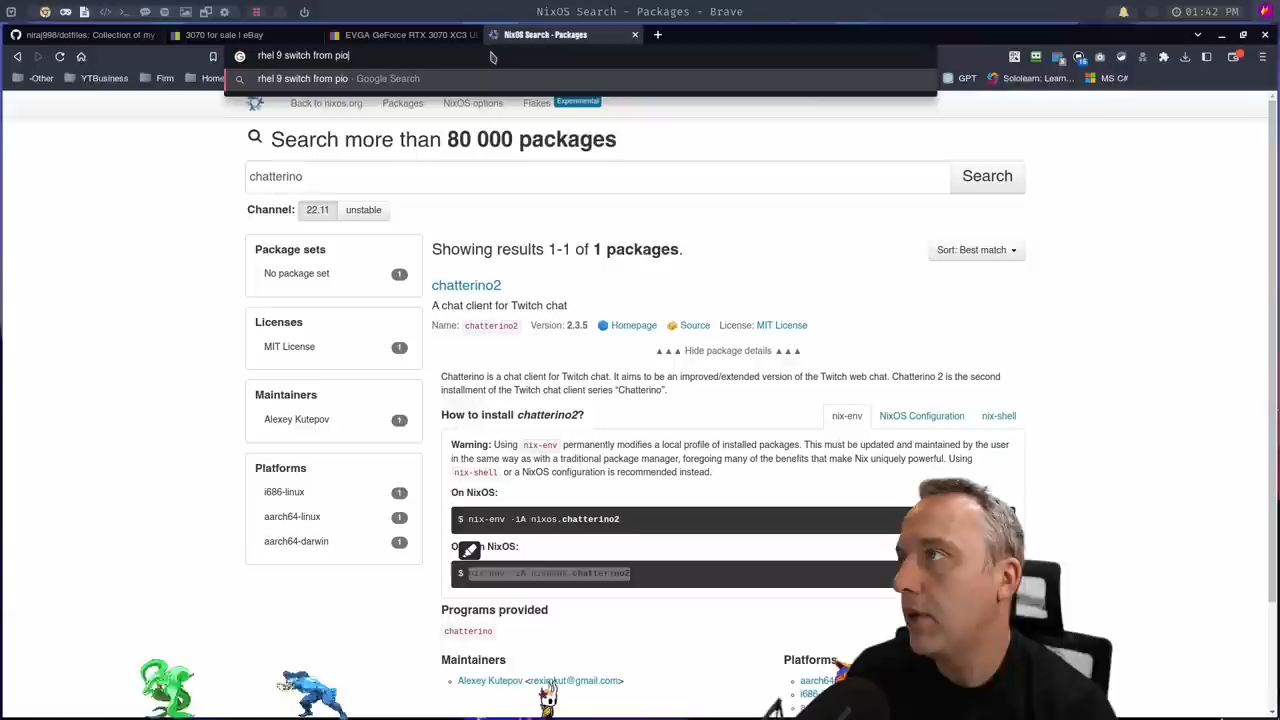 NixOS Search - Packages - Brave
01:42 PM
niraj998/dotfiles: Collection of my
3070 for sale | eBay
EVGA GeForce RTX 3070 XC3 UL
NixOS Search - Packages
rhel 9 switch from pio
rhel 9 switch from pio - Google Search
-Other
YTBusiness
Firm
Home
GPT
Sololearn: Learn...
MS C#
Back to nixos.org
Packages
NixOS options
Flakes
Experimental
Search more than 80 000 packages
chatterino
Search
Channel:
22.11
unstable
Package sets
No package set
1
Licenses
MIT License
1
Maintainers
Alexey Kutepov
1
Platforms
i686-linux
1
aarch64-linux
1
aarch64-darwin
1
Showing results 1-1 of 1 packages.
Sort: Best match
chatterino2
A chat client for Twitch chat
Name: chatterino2 Version: 2.3.5 Homepage Source License: MIT License
▲▲▲ Hide package details ▲▲▲
Chatterino is a chat client for Twitch chat. It aims to be an improved/extended version of the Twitch web chat. Chatterino 2 is the second
installment of the Twitch chat client series "Chatterino".
How to install chatterino2?
nix-env
NixOS Configuration
nix-shell
Warning: Using nix-env permanently modifies a local profile of installed packages. This must be updated and maintained by the user
in the same way as with a traditional package manager, foregoing many of the benefits that make Nix uniquely powerful. Using
nix-shell or a NixOS configuration is recommended instead.
On NixOS:
$ nix-env -iA nixos.chatterino2
NixOS:
$ nix-env -iA nixpkgs.chatterino2
Programs provided
chatterino
Maintainers
Alexey Kutepov <reximkut@gmail.com>
Platforms